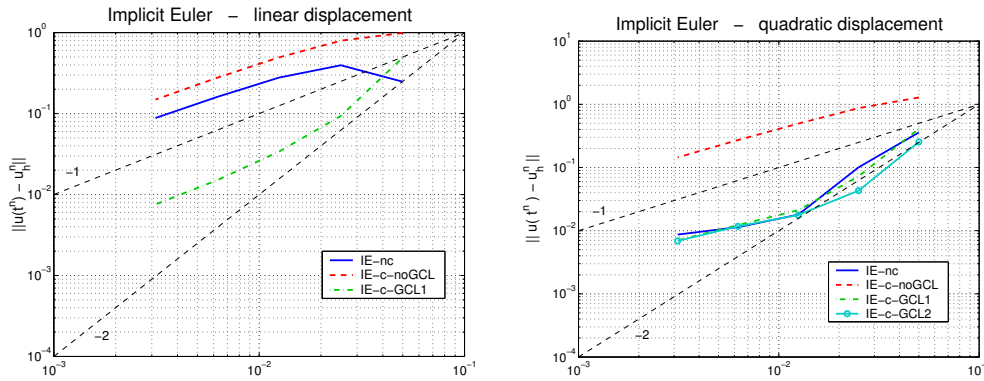 Implicit Euler − linear displacement
10^0
10^−1
10^−2
10^−3
10^−4
||u(t^n) − u_h^n||
−1
−2
IE−nc
IE−c−noGCL
IE−c−GCL1
10^−3
10^−2
10^−1
Implicit Euler − quadratic displacement
10^1
10^0
10^−1
10^−2
10^−3
10^−4
|| u( t^n ) − u_h^n ||
−1
−2
IE−nc
IE−c−noGCL
IE−c−GCL1
IE−c−GCL2
10^−3
10^−2